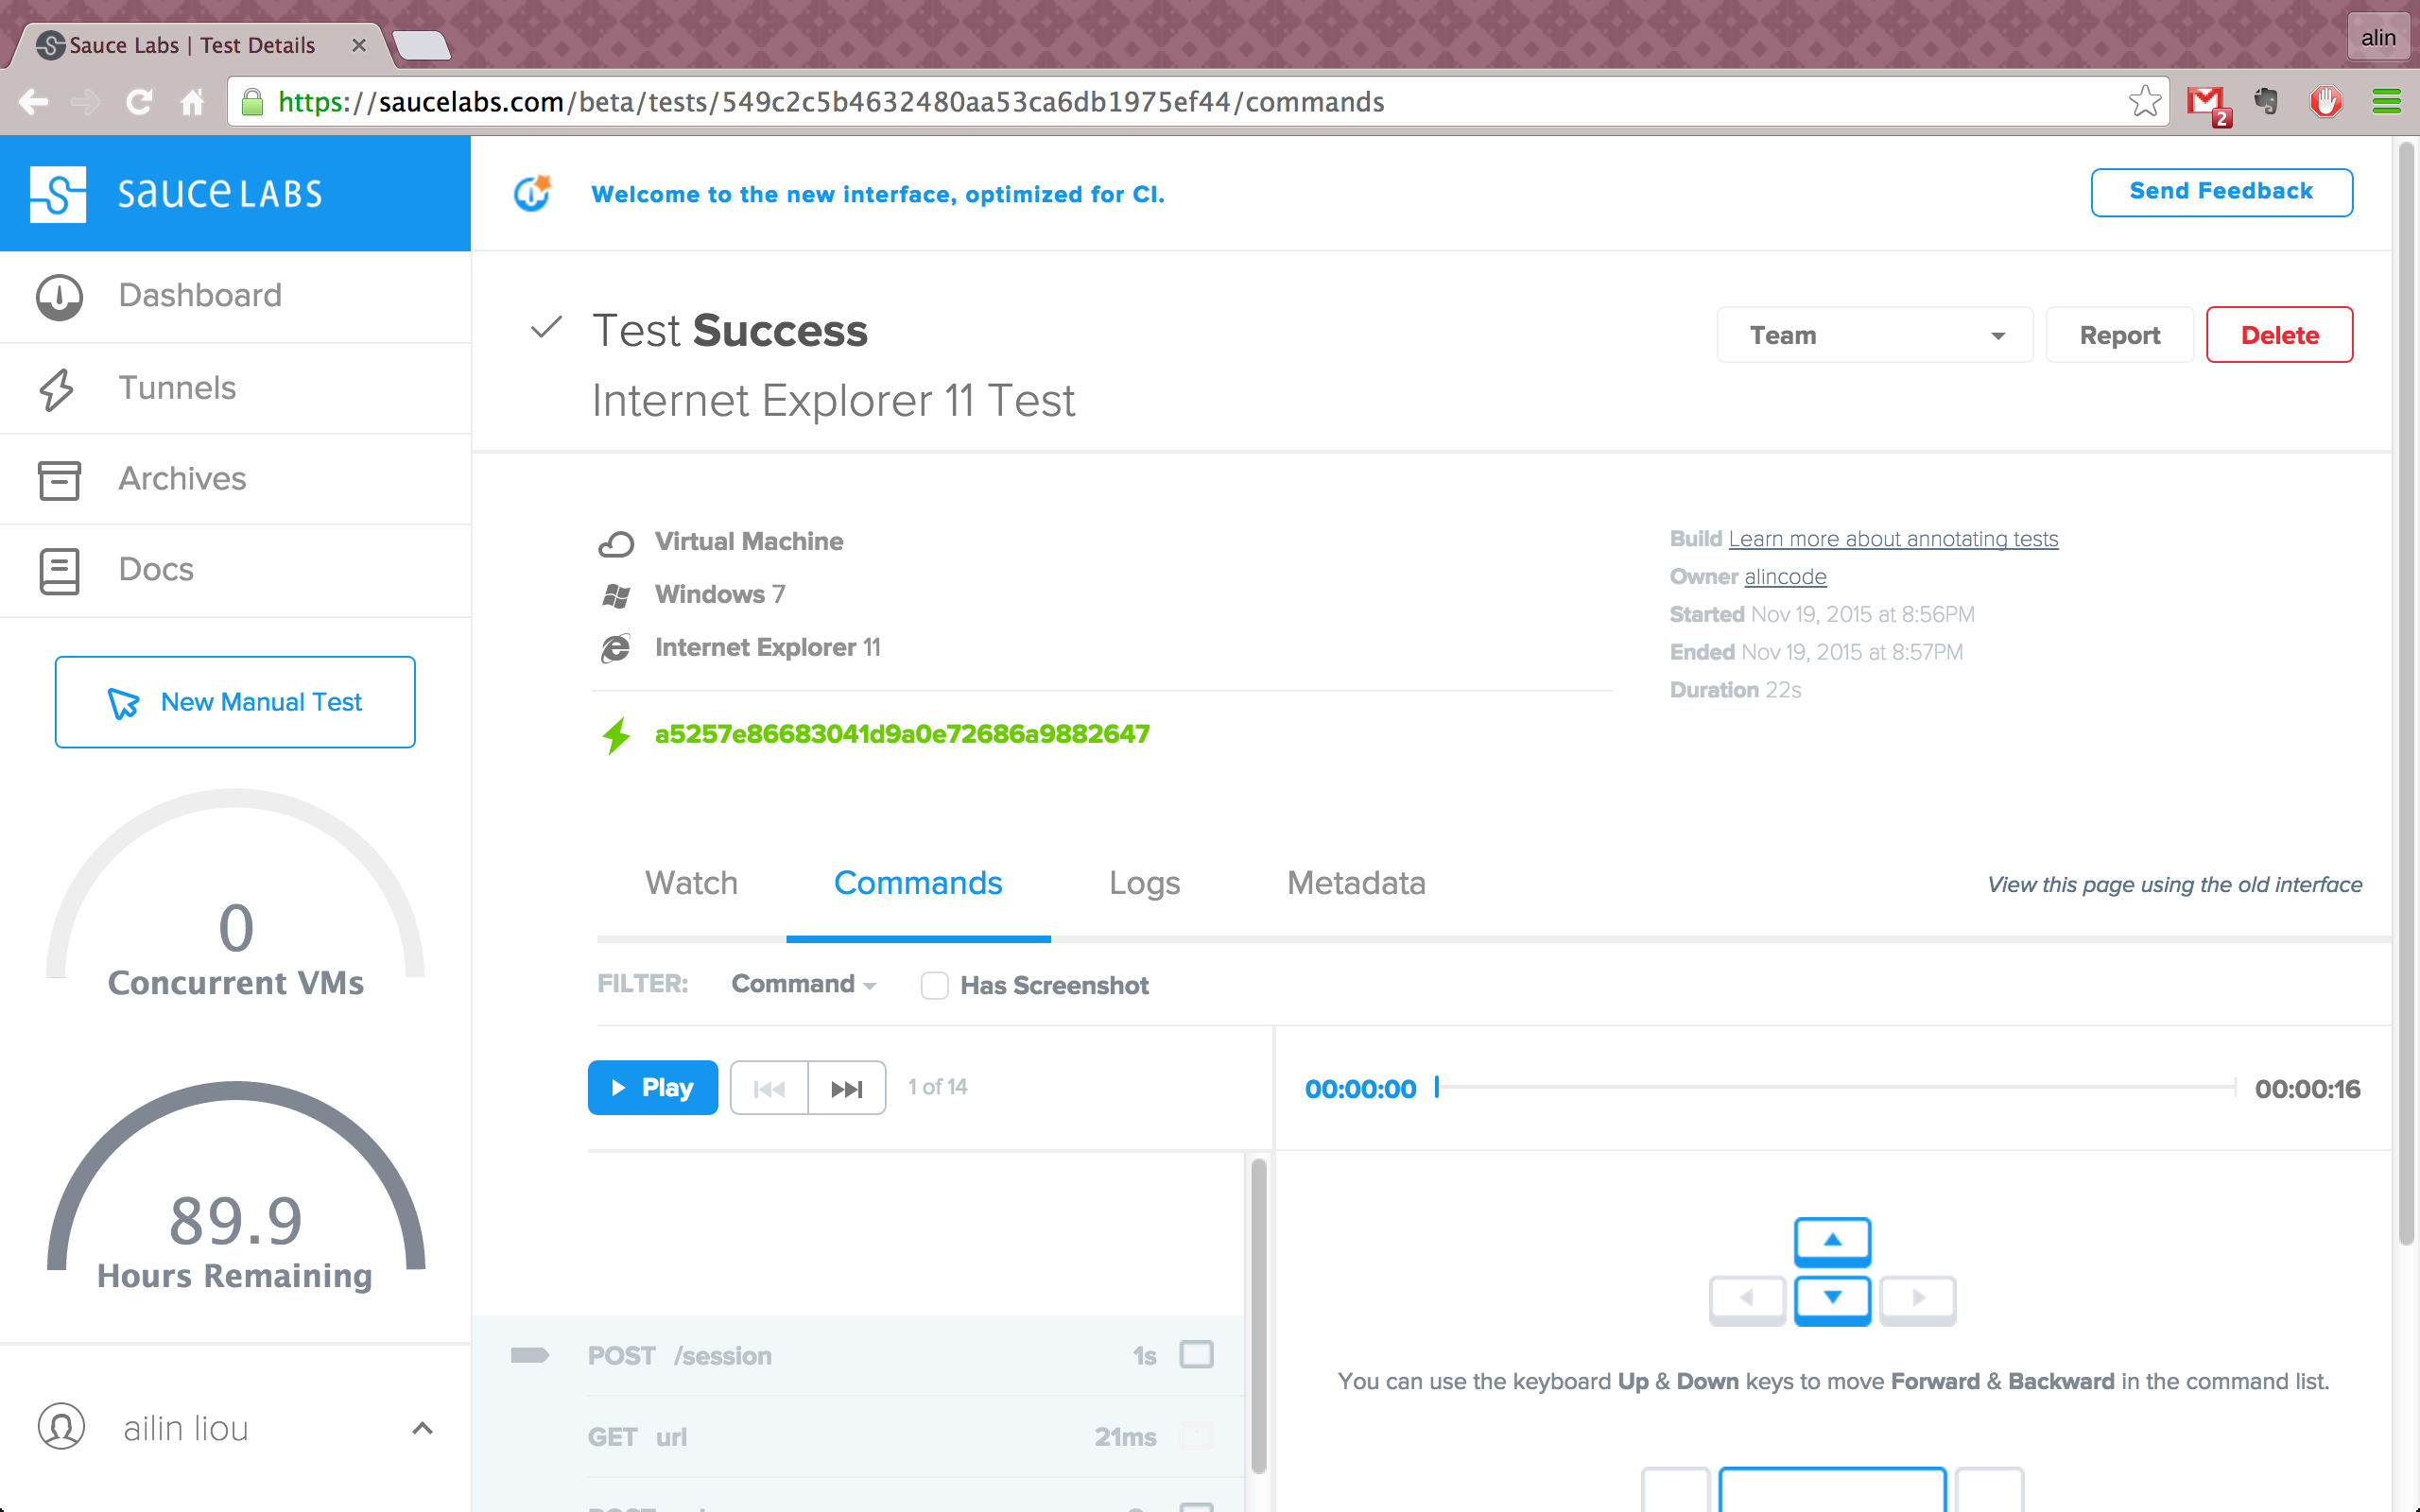 Sauce Labs | Test Details
alin
https://saucelabs.com/beta/tests/549c2c5b4632480aa53ca6db1975ef44/commands
2
sauce LABS
Welcome to the new interface, optimized for CI.
Send Feedback
Dashboard
Tunnels
Archives
Docs
New Manual Test
0
Concurrent VMs
89.9
Hours Remaining
ailin liou
Test Success
Internet Explorer 11 Test
Team
Report
Delete
Virtual Machine
Windows 7
Internet Explorer 11
a5257e86683041d9a0e72686a9882647
Build Learn more about annotating tests
Owner alincode
Started Nov 19, 2015 at 8:56PM
Ended Nov 19, 2015 at 8:57PM
Duration 22s
Watch
Commands
Logs
Metadata
View this page using the old interface
FILTER:
Command
Has Screenshot
Play
1 of 14
00:00:00
00:00:16
POST /session 1s
GET url 21ms
You can use the keyboard Up & Down keys to move Forward & Backward in the command list.